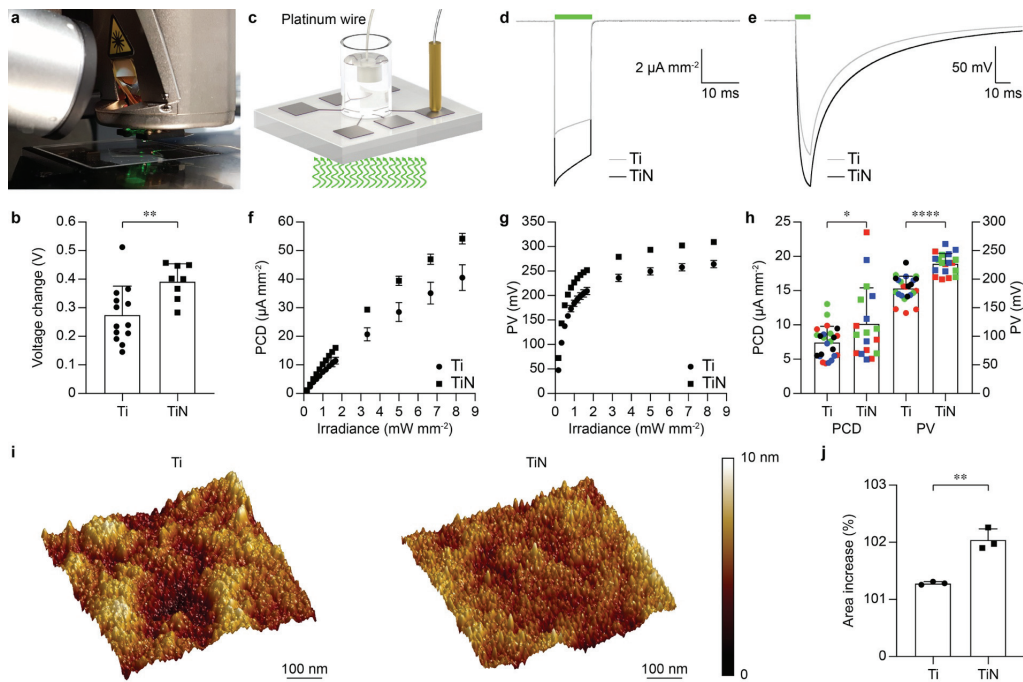 a
c
Platinum wire
d
2 µA mm⁻²
10 ms
Ti
TiN
e
50 mV
10 ms
Ti
TiN
b
Voltage change (V)
0.6
0.5
0.4
0.3
0.2
0.1
0
**
Ti
TiN
f
PCD (µA mm⁻²)
60
50
40
30
20
10
0
Ti
TiN
0 1 2 3 4 5 6 7 8 9
Irradiance (mW mm⁻²)
g
PV (mV)
350
300
250
200
150
100
50
0
Ti
TiN
0 1 2 3 4 5 6 7 8 9
Irradiance (mW mm⁻²)
h
PCD (µA mm⁻²)
25
20
15
10
5
0
*
****
300
250
200
150
100
50
0
PV (mV)
Ti TiN Ti TiN
PCD PV
i
Ti
100 nm
TiN
100 nm
10 nm
0
j
Area increase (%)
103
102
101
100
**
Ti
TiN